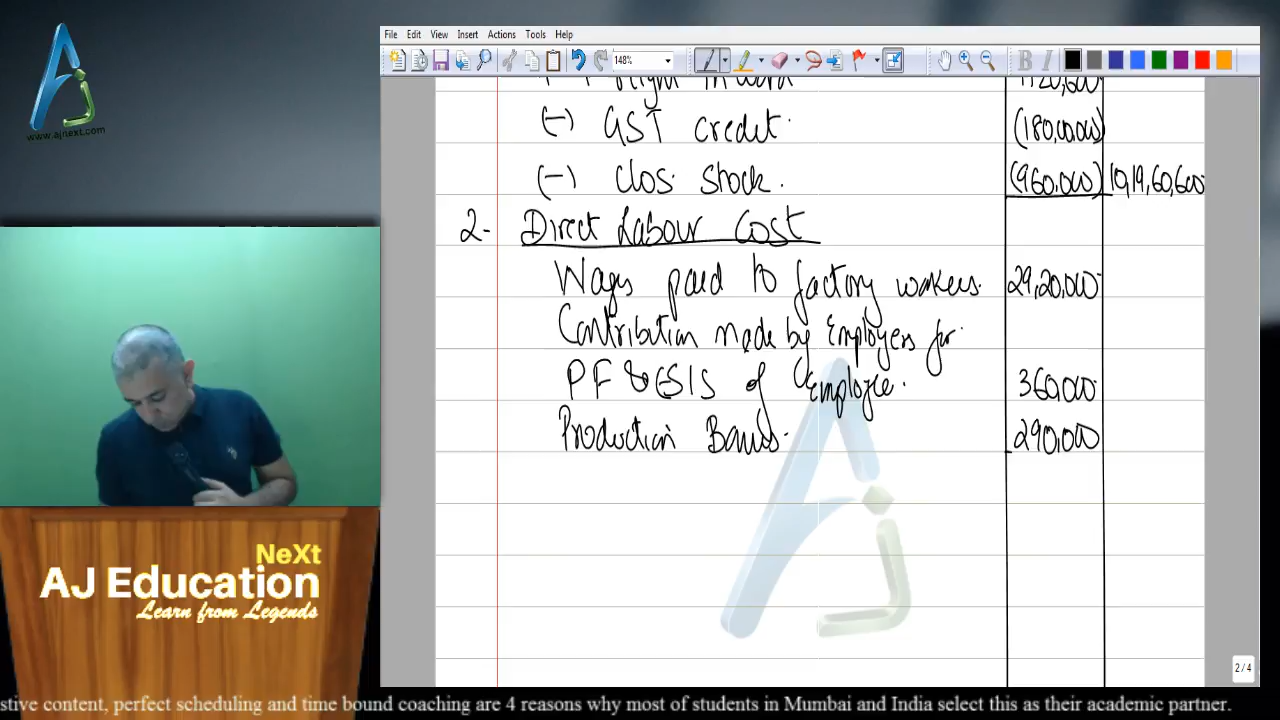 www.ajnext.com
File Edit View Insert Actions Tools Help
148%
B I
(-) GST credit. (180,000)
(-) Clos. Stock. (960,000) 10,19,60,600
2- Direct Labour Cost
Wages paid to factory workers. 29,20,000
Contribution made by Employers for
PF & ESIS of Employee. 360,000
Production Bonus. 290,000
2/4
NeXt
AJ Education
Learn from Legends
stive content, perfect scheduling and time bound coaching are 4 reasons why most of students in Mumbai and India select this as their academic partner.